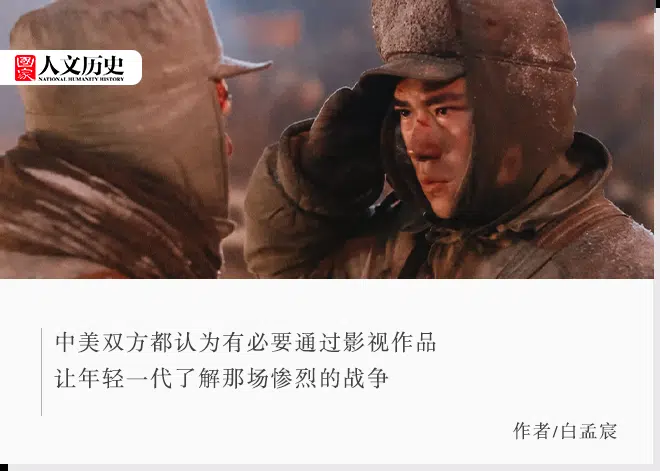 國家
人文历史
NATIONAL HUMANITY HISTORY
中美双方都认为有必要通过影视作品
让年轻一代了解那场惨烈的战争
作者/白孟宸